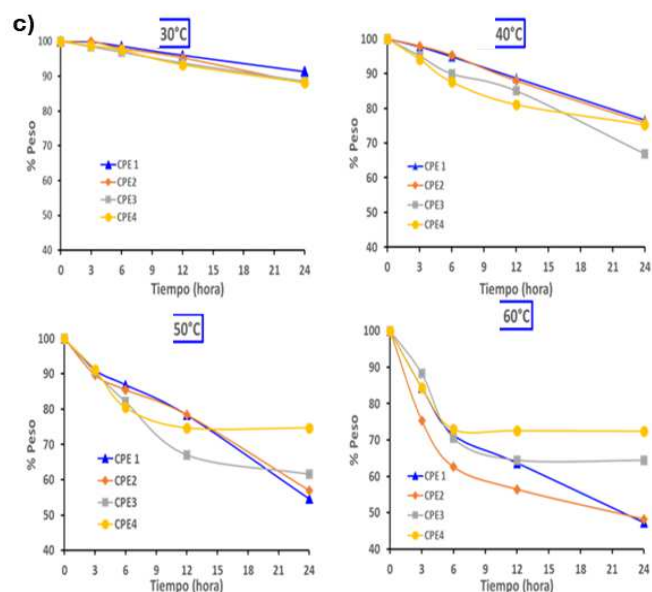 c)
30°C
100
90
80
70
60
50
40
% Peso
CPE 1
CPE2
CPE3
CPE4
0 3 6 9 12 15 18 21 24
Tiempo (hora)
40°C
100
90
80
70
60
50
40
% Peso
CPE 1
CPE2
CPE3
CPE4
0 3 6 9 12 15 18 21 24
Tiempo (hora)
50°C
100
90
80
70
60
50
40
% Peso
CPE 1
CPE2
CPE3
CPE4
0 3 6 9 12 15 18 21 24
Tiempo (hora)
60°C
100
90
80
70
60
50
40
% Peso
CPE 1
CPE2
CPE3
CPE4
0 3 6 9 12 15 18 21 24
Tiempo (hora)